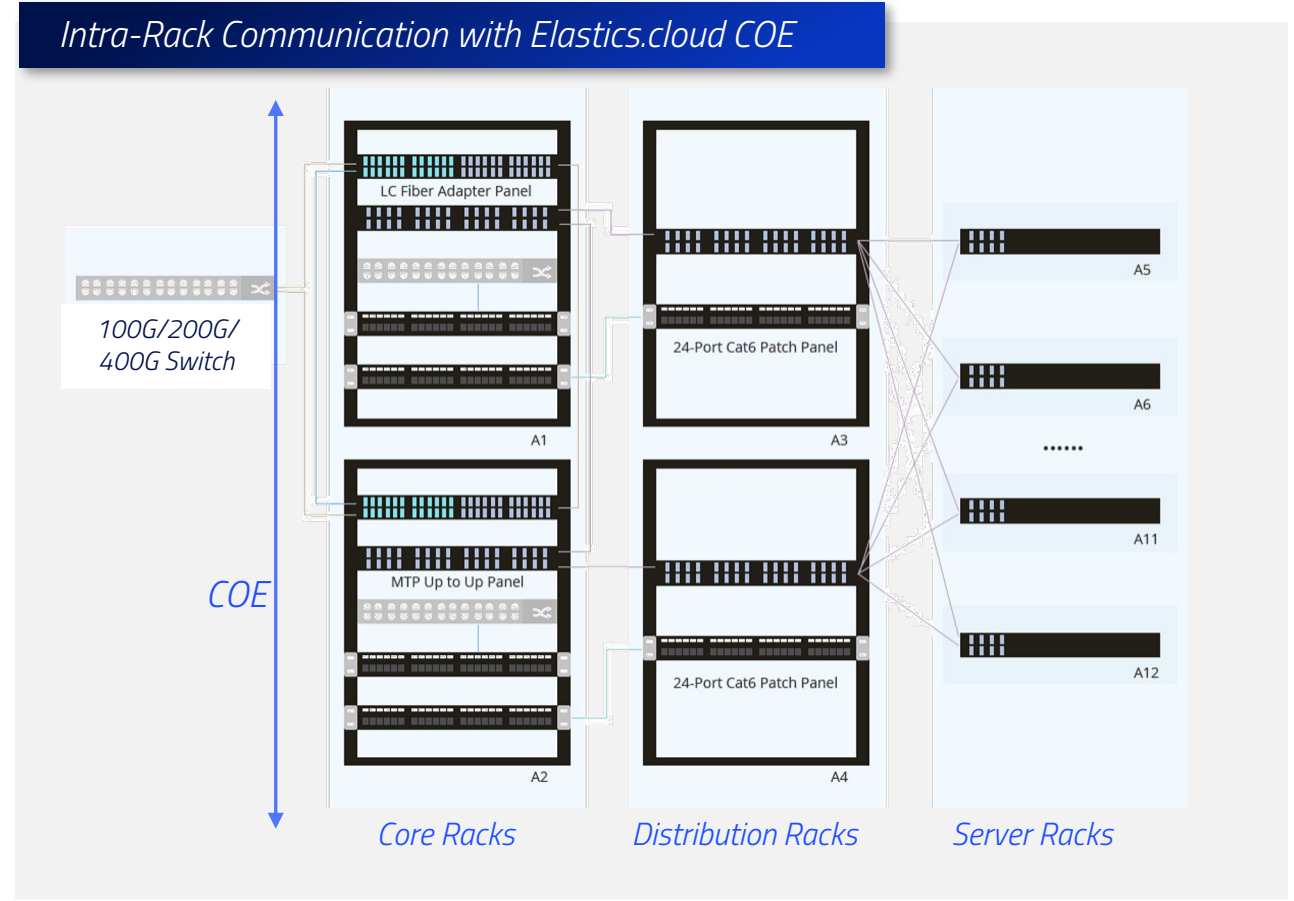 Intra-Rack Communication with Elastics.cloud COE
LC Fiber Adapter Panel
100G/200G/
400G Switch
24-Port Cat6 Patch Panel
A1
A3
A5
A6
......
A11
A12
COE
MTP Up to Up Panel
24-Port Cat6 Patch Panel
A2
A4
Core Racks
Distribution Racks
Server Racks